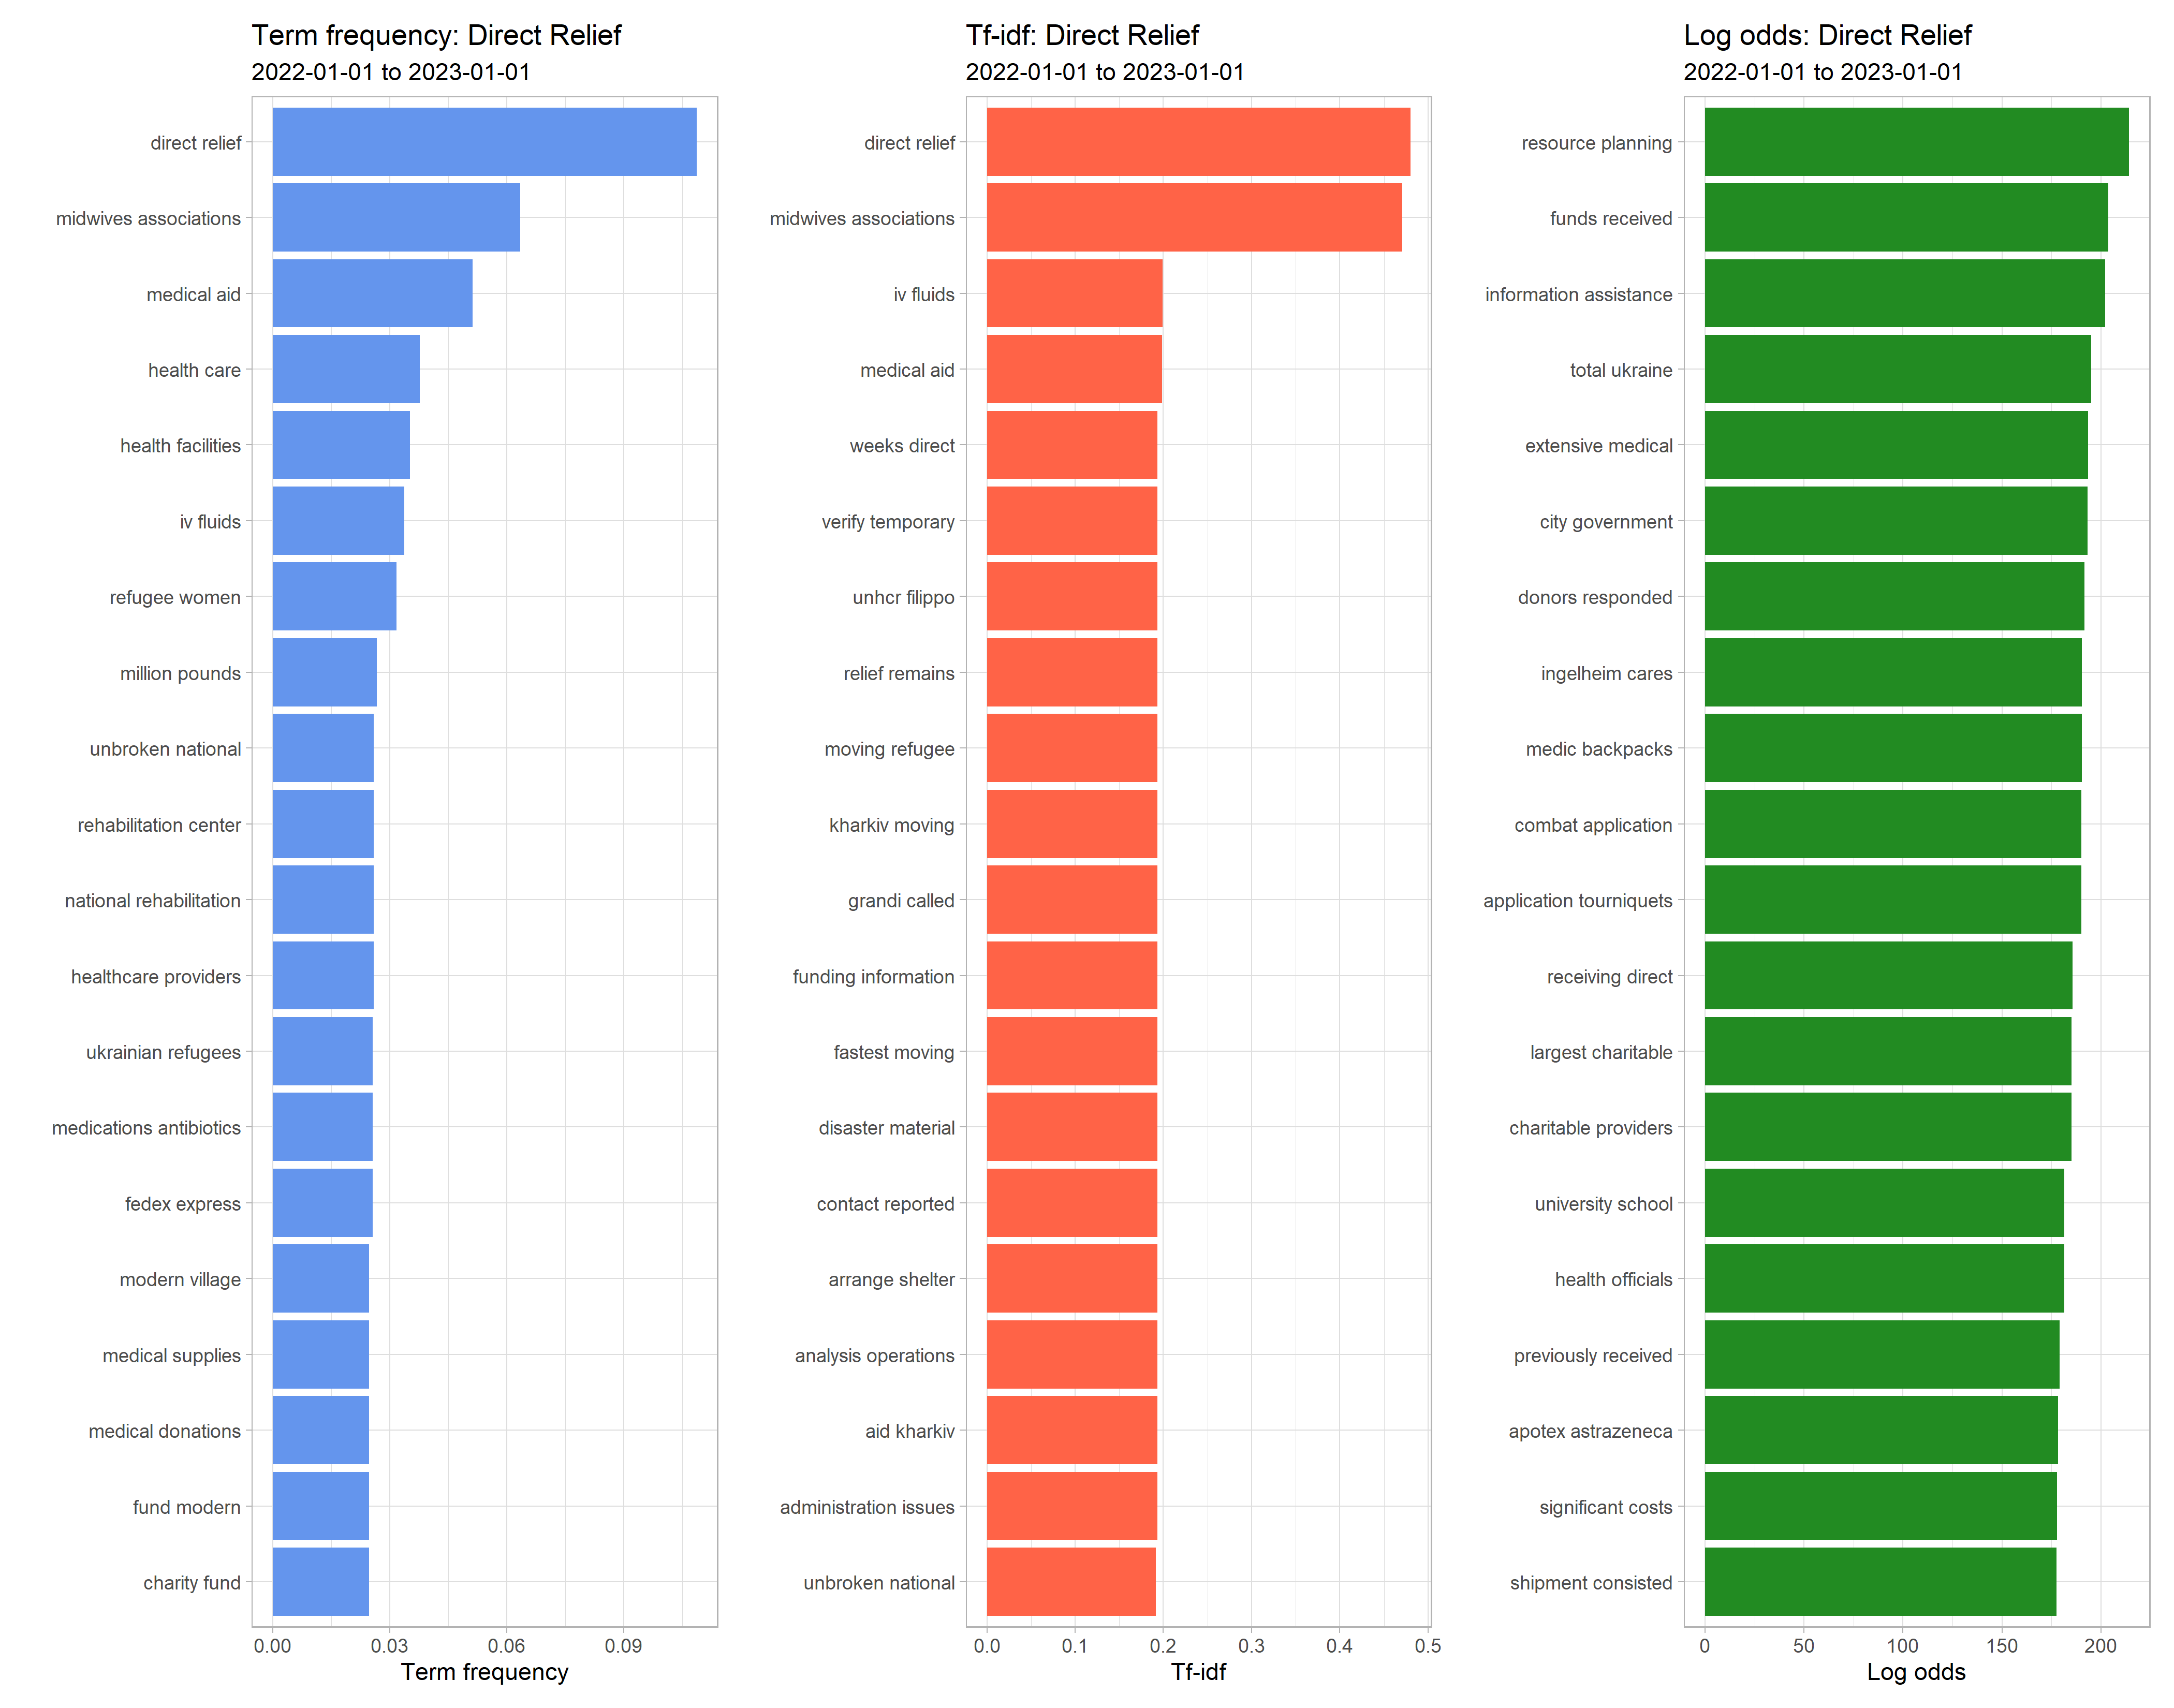 Term frequency: Direct Relief
2022-01-01 to 2023-01-01
direct relief
midwives associations
medical aid
health care
health facilities
iv fluids
refugee women
million pounds
unbroken national
rehabilitation center
national rehabilitation
healthcare providers
ukrainian refugees
medications antibiotics
fedex express
modern village
medical supplies
medical donations
fund modern
charity fund
0.00 0.03 0.06 0.09
Term frequency
Tf-idf: Direct Relief
2022-01-01 to 2023-01-01
direct relief
midwives associations
iv fluids
medical aid
weeks direct
verify temporary
unhcr filippo
relief remains
moving refugee
kharkiv moving
grandi called
funding information
fastest moving
disaster material
contact reported
arrange shelter
analysis operations
aid kharkiv
administration issues
unbroken national
0.0 0.1 0.2 0.3 0.4 0.5
Tf-idf
Log odds: Direct Relief
2022-01-01 to 2023-01-01
resource planning
funds received
information assistance
total ukraine
extensive medical
city government
donors responded
ingelheim cares
medic backpacks
combat application
application tourniquets
receiving direct
largest charitable
charitable providers
university school
health officials
previously received
apotex astrazeneca
significant costs
shipment consisted
0 50 100 150 200
Log odds